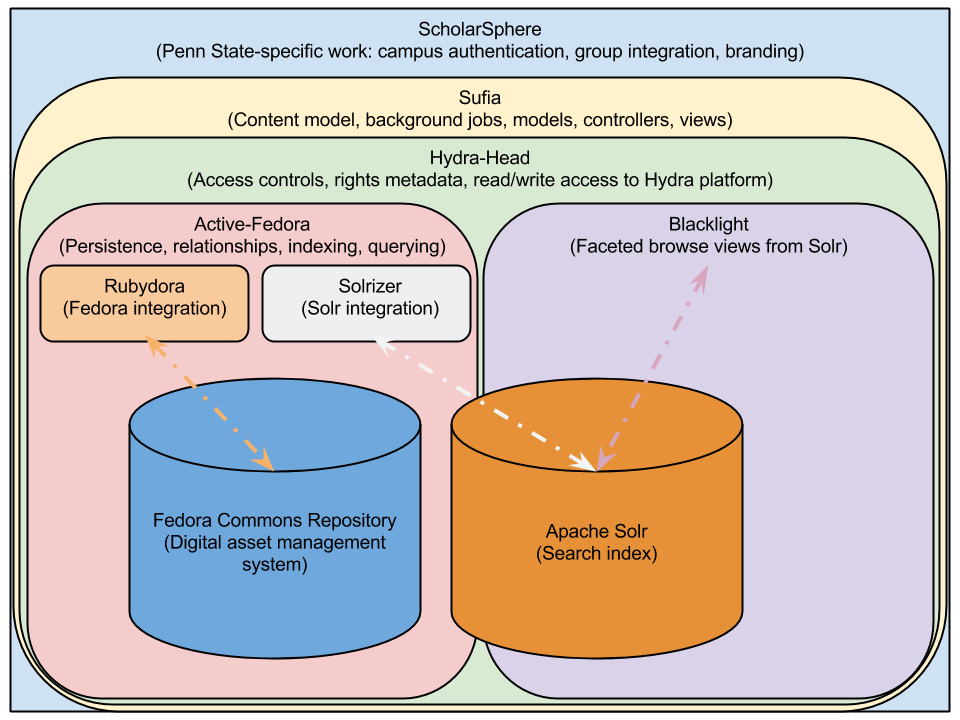 ScholarSphere
(Penn State-specific work: campus authentication, group integration, branding)
Sufia
(Content model, background jobs, models, controllers, views)
Hydra-Head
(Access controls, rights metadata, read/write access to Hydra platform)
Active-Fedora
(Persistence, relationships, indexing, querying)
Rubydora
(Fedora integration)
Solrizer
(Solr integration)
Blacklight
(Faceted browse views from Solr)
Fedora Commons Repository
(Digital asset management
system)
Apache Solr
(Search index)